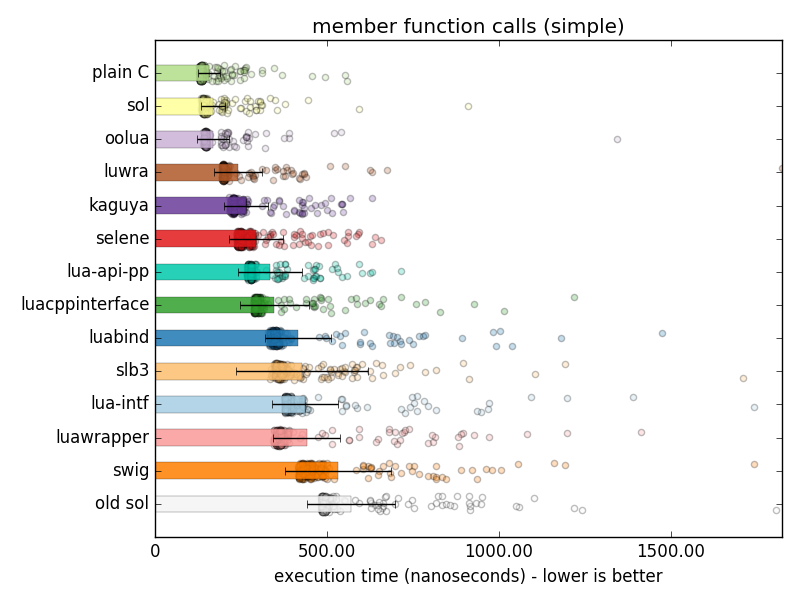 member function calls (simple)
plain C
sol
oolua
luwra
kaguya
selene
lua-api-pp
luacppinterface
luabind
slb3
lua-intf
luawrapper
swig
old sol
0 500.00 1000.00 1500.00
execution time (nanoseconds) - lower is better